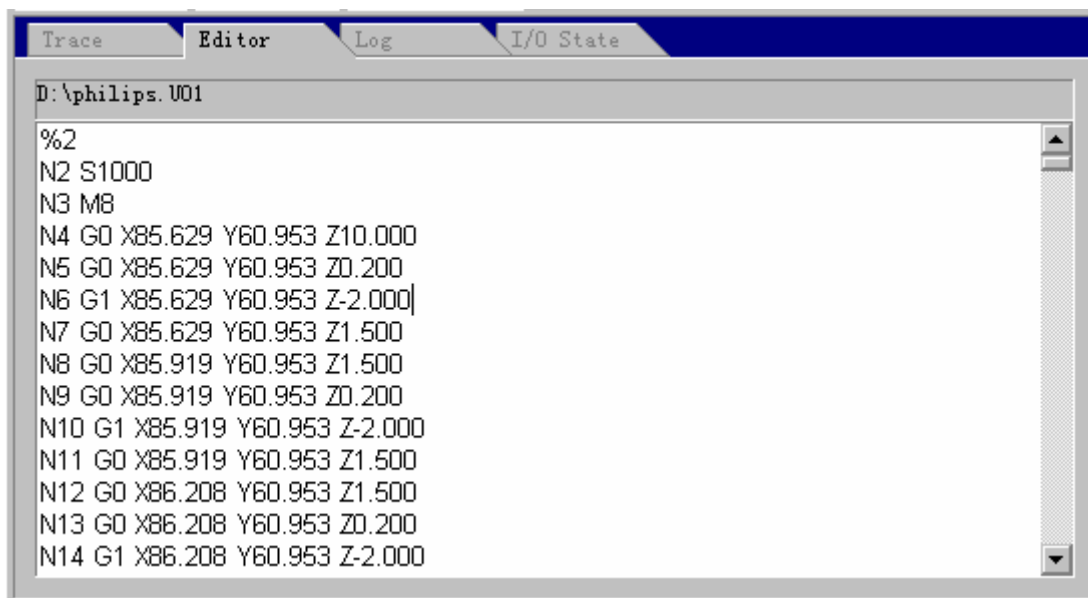 Trace Editor Log I/O State
D:\philips.U01
%2
N2 S1000
N3 M8
N4 G0 X85.629 Y60.953 Z10.000
N5 G0 X85.629 Y60.953 Z0.200
N6 G1 X85.629 Y60.953 Z-2.000
N7 G0 X85.629 Y60.953 Z1.500
N8 G0 X85.919 Y60.953 Z1.500
N9 G0 X85.919 Y60.953 Z0.200
N10 G1 X85.919 Y60.953 Z-2.000
N11 G0 X85.919 Y60.953 Z1.500
N12 G0 X86.208 Y60.953 Z1.500
N13 G0 X86.208 Y60.953 Z0.200
N14 G1 X86.208 Y60.953 Z-2.000